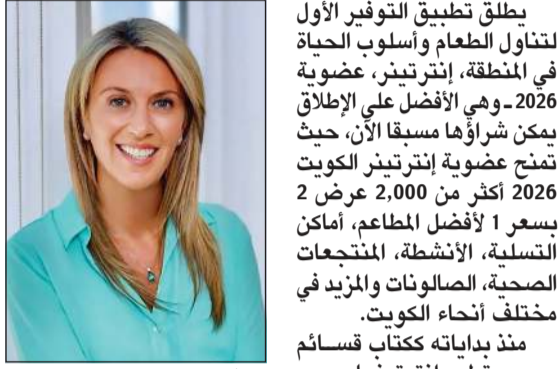 يطلق تطبيق التوفير الأول
لتناول الطعام وأسلوب الحياة
في المنطقة، إنترتينر، عضوية
2026 ـ وهي الأفضل على الإطلاق
يمكن شراؤها مسبقا الآن، حيث
تمنح عضوية إنترتينر الكويت
2026 أكثر من 2,000 عرض 2
بسعر 1 لأفضل المطاعم، أماكن
التسلية، الأنشطة، المنتجعات
الصحية، الصالونات والمزيد في
مختلف أنحاء الكويت.
منذ بداياته ككتاب قســائم